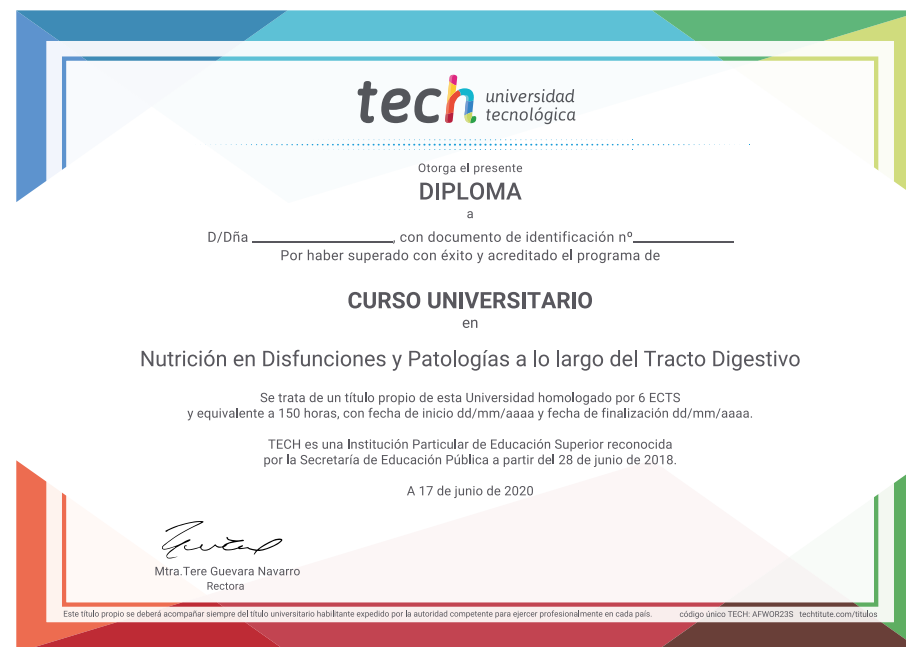 tech universidad
tecnológica
Otorga el presente
DIPLOMA
a
D/Dña ____________________, con documento de identificación nº______________
Por haber superado con éxito y acreditado el programa de
CURSO UNIVERSITARIO
en
Nutrición en Disfunciones y Patologías a lo largo del Tracto Digestivo
Se trata de un título propio de esta Universidad homologado por 6 ECTS
y equivalente a 150 horas, con fecha de inicio dd/mm/aaaa y fecha de finalización dd/mm/aaaa.
TECH es una Institución Particular de Educación Superior reconocida
por la Secretaría de Educación Pública a partir del 28 de junio de 2018.
A 17 de junio de 2020
Mtra.Tere Guevara Navarro
Rectora
Este título propio se deberá acompañar siempre del título universitario habilitante expedido por la autoridad competente para ejercer profesionalmente en cada país. código único TECH: AFWOR23S techtitute.com/titulos